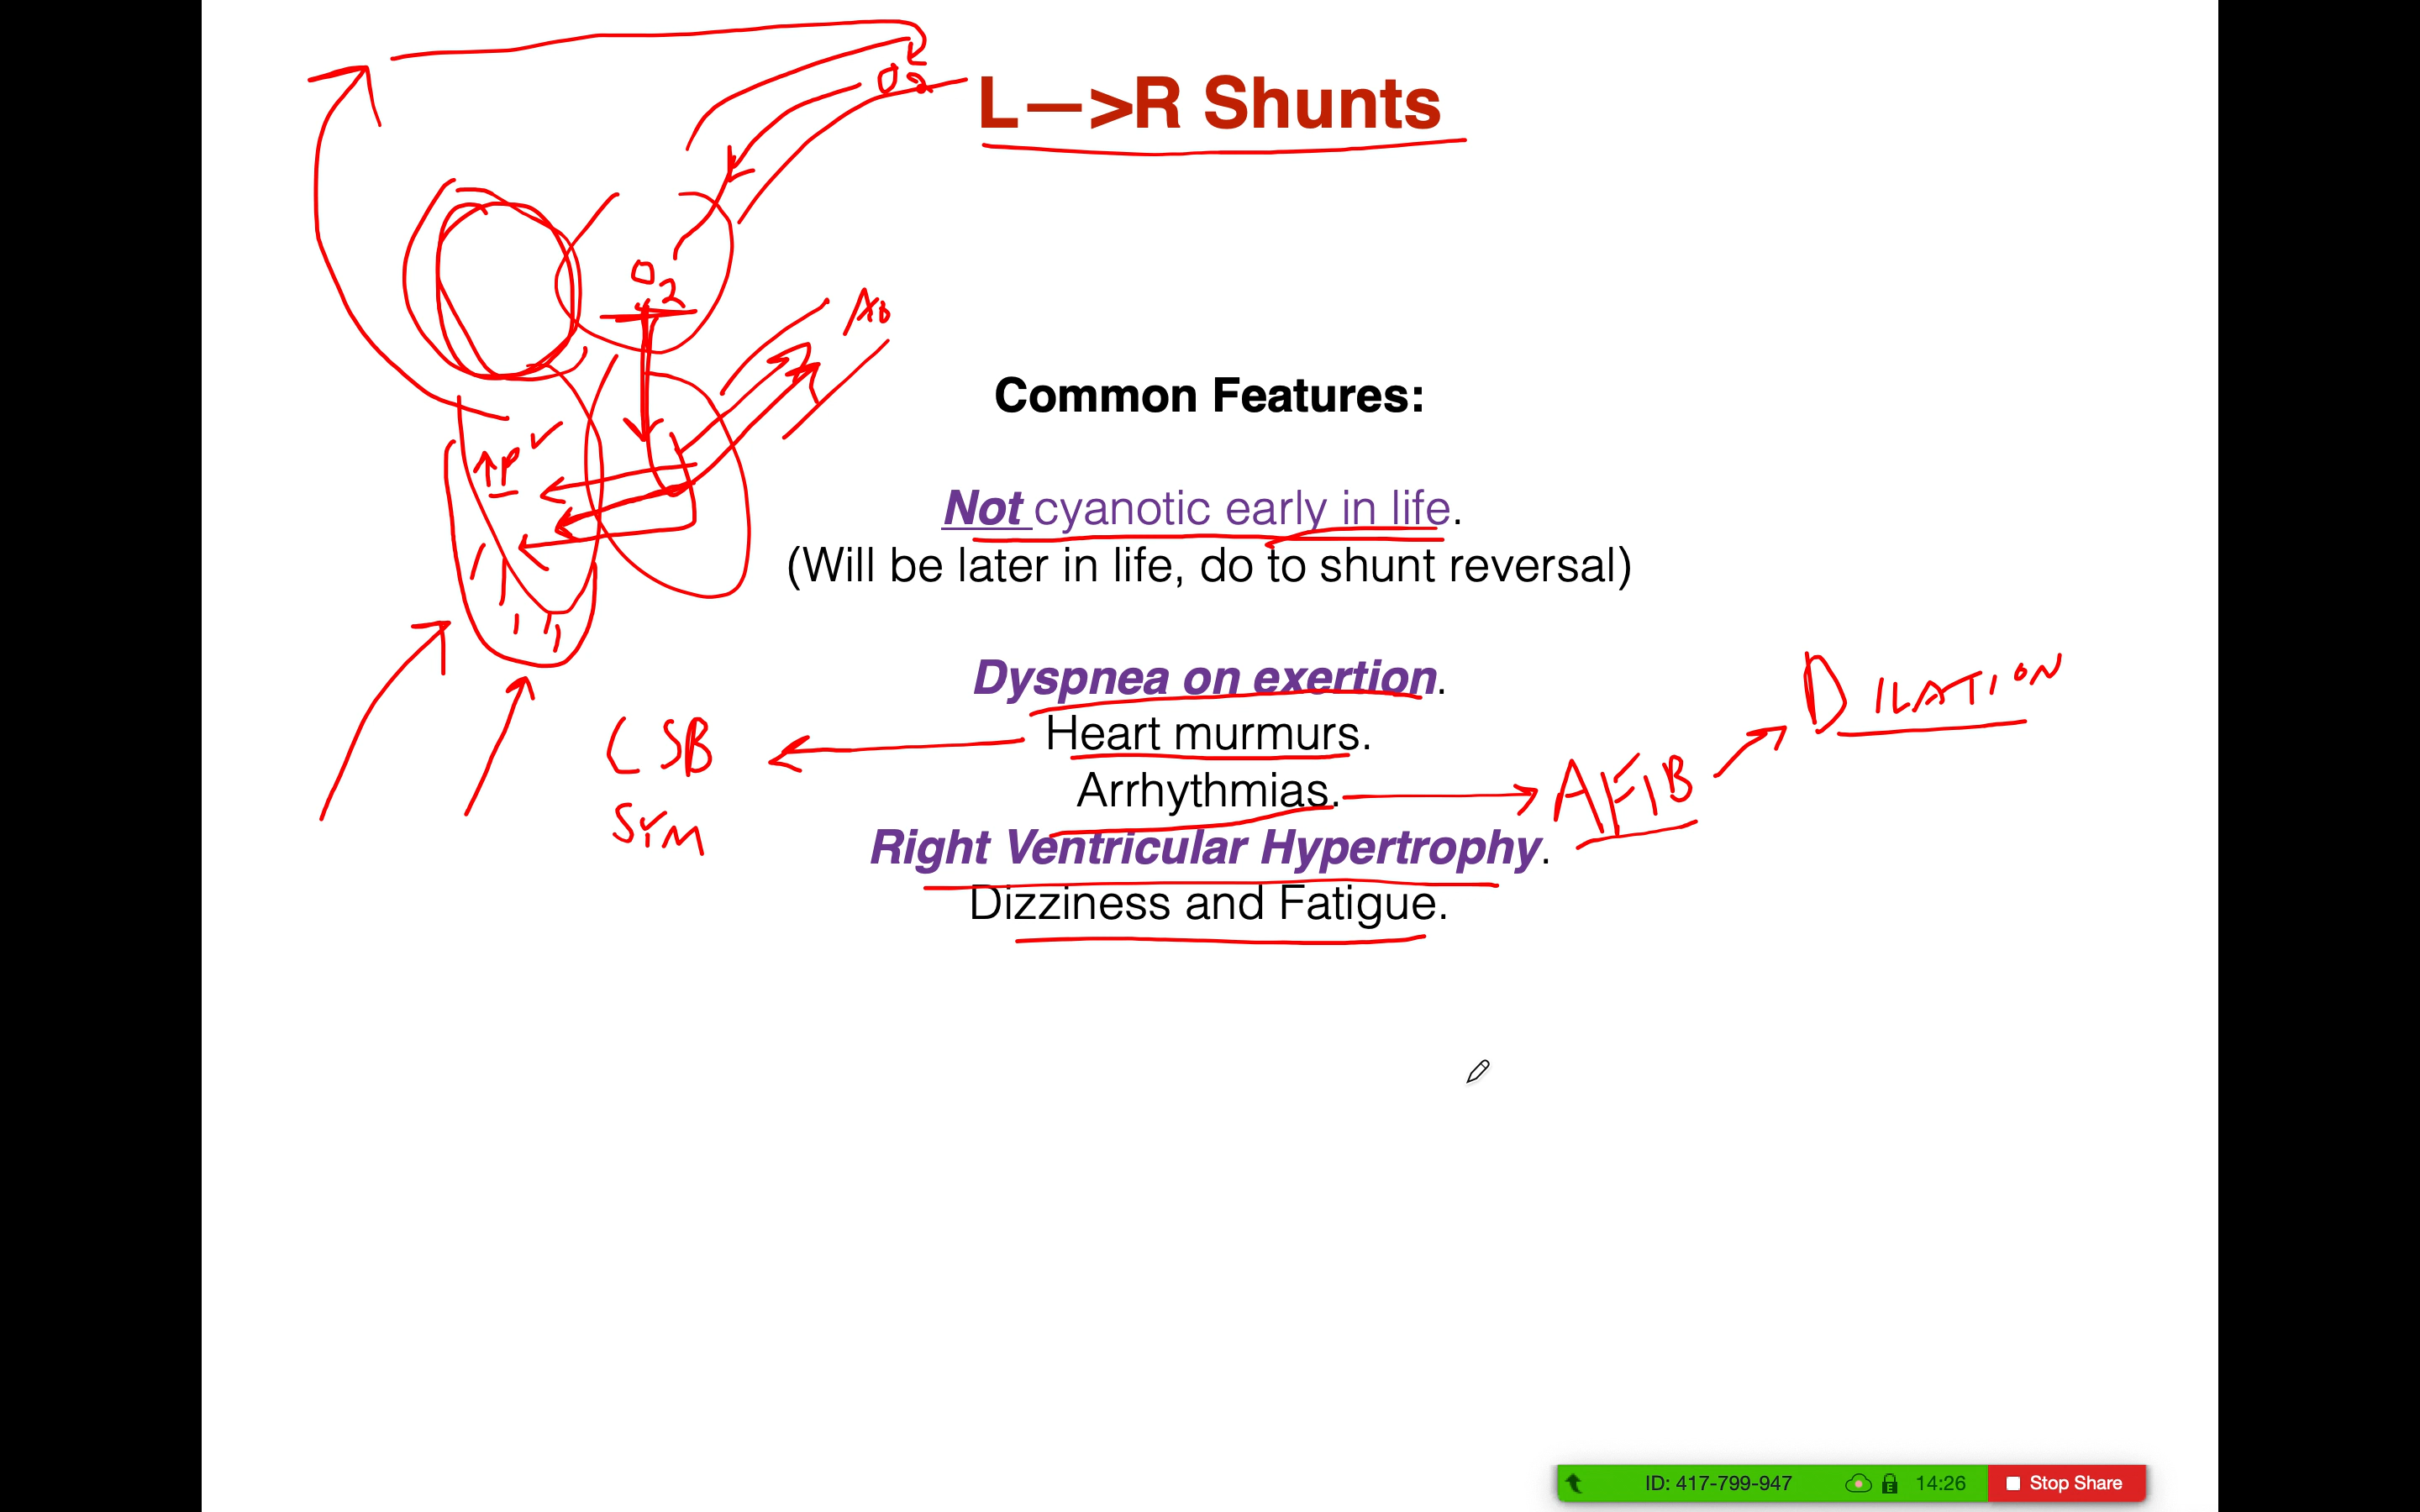 L—>R Shunts
O2
O2
Ao
Common Features:
↑P
Not cyanotic early in life.
(Will be later in life, do to shunt reversal)
Dyspnea on exertion.
DILATION
Heart murmurs.
LSB
Arrhythmias.
AFIB
Right Ventricular Hypertrophy.
Dizziness and Fatigue.
ID: 417-799-947
14:26
Stop Share